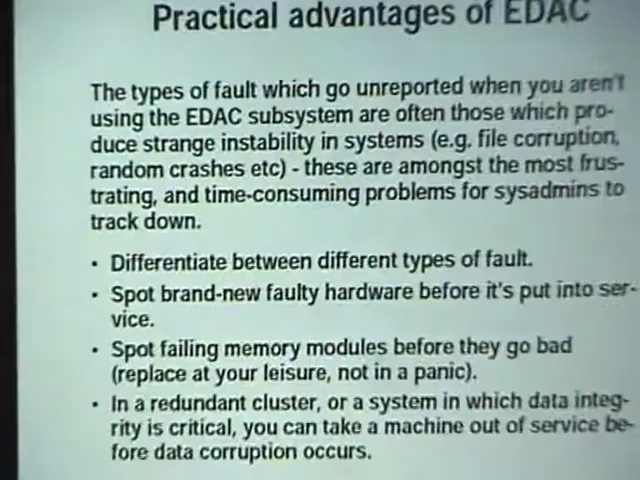 Practical advantages of EDAC
The types of fault which go unreported when you aren't
using the EDAC subsystem are often those which pro-
duce strange instability in systems (e.g. file corruption,
random crashes etc) - these are amongst the most frus-
trating, and time-consuming problems for sysadmins to
track down.
• Differentiate between different types of fault.
• Spot brand-new faulty hardware before it's put into ser-
vice.
• Spot failing memory modules before they go bad
(replace at your leisure, not in a panic).
• In a redundant cluster, or a system in which data integ-
rity is critical, you can take a machine out of service be-
fore data corruption occurs.